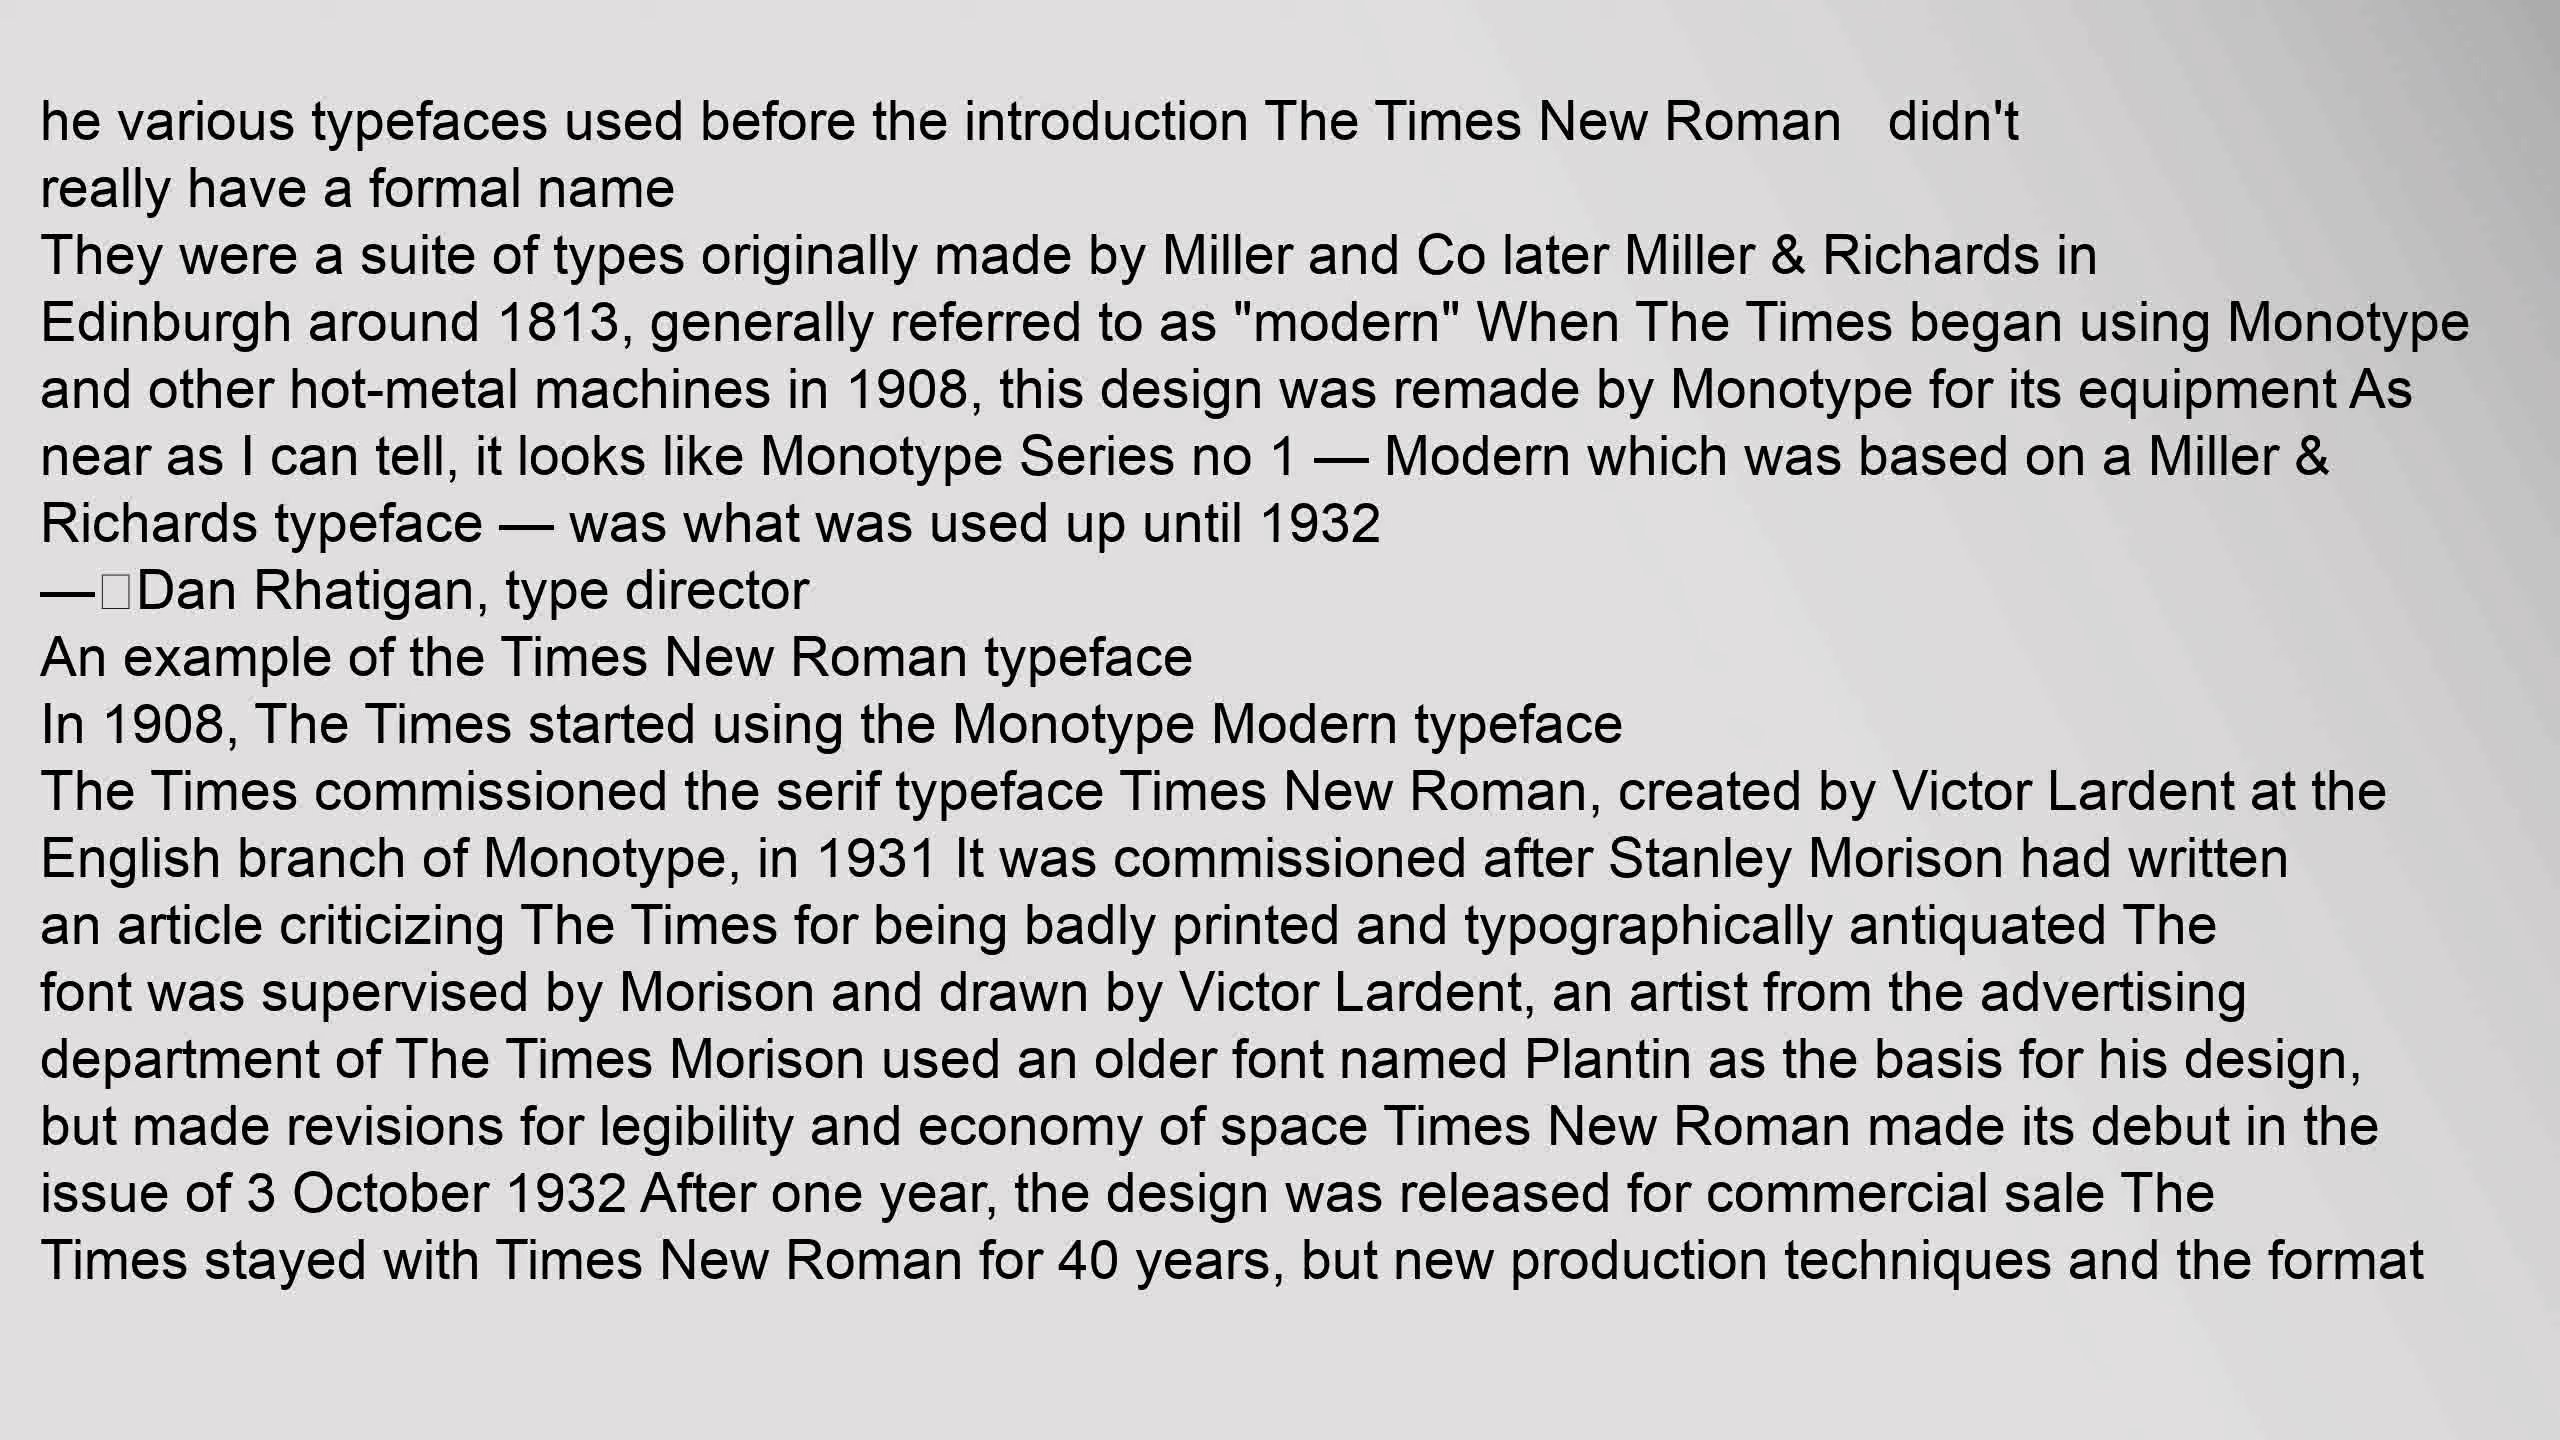 he various typefaces used before the introduction The Times New Roman   didn't
really have a formal name
They were a suite of types originally made by Miller and Co later Miller & Richards in
Edinburgh around 1813, generally referred to as "modern" When The Times began using Monotype
and other hot-metal machines in 1908, this design was remade by Monotype for its equipment As
near as I can tell, it looks like Monotype Series no 1 — Modern which was based on a Miller &
Richards typeface — was what was used up until 1932
—□Dan Rhatigan, type director
An example of the Times New Roman typeface
In 1908, The Times started using the Monotype Modern typeface
The Times commissioned the serif typeface Times New Roman, created by Victor Lardent at the
English branch of Monotype, in 1931 It was commissioned after Stanley Morison had written
an article criticizing The Times for being badly printed and typographically antiquated The
font was supervised by Morison and drawn by Victor Lardent, an artist from the advertising
department of The Times Morison used an older font named Plantin as the basis for his design,
but made revisions for legibility and economy of space Times New Roman made its debut in the
issue of 3 October 1932 After one year, the design was released for commercial sale The
Times stayed with Times New Roman for 40 years, but new production techniques and the format